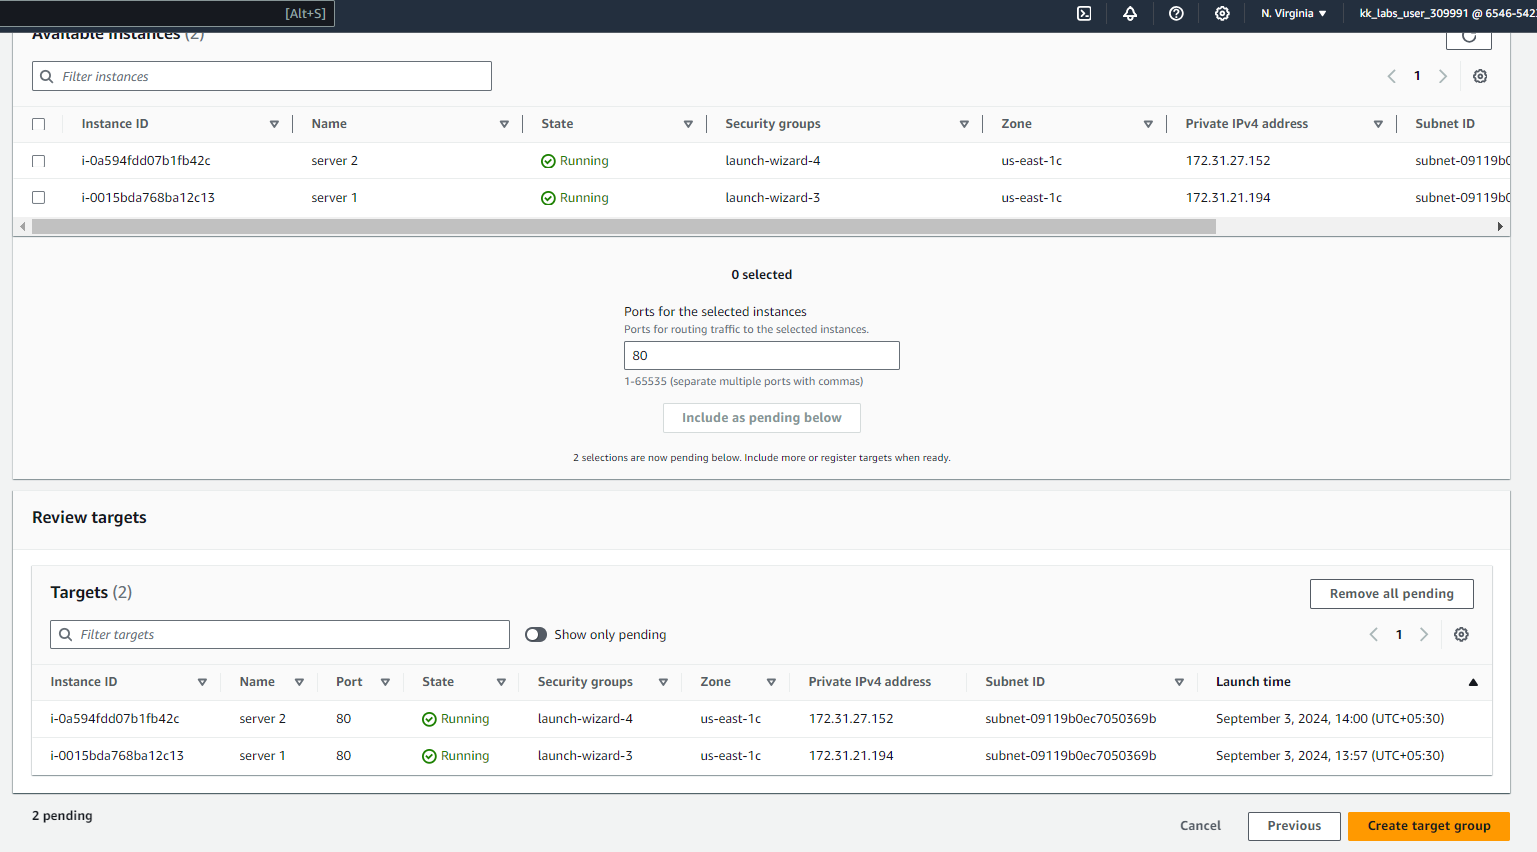 [Alt+S] N. Virginia kk_labs_user_309991 @ 6546-542
Available instances (2)
Filter instances 1
Instance ID Name State Security groups Zone Private IPv4 address Subnet ID
i-0a594fdd07b1fb42c server 2 Running launch-wizard-4 us-east-1c 172.31.27.152 subnet-09119b0
i-0015bda768ba12c13 server 1 Running launch-wizard-3 us-east-1c 172.31.21.194 subnet-09119b0
0 selected
Ports for the selected instances
Ports for routing traffic to the selected instances.
80
1-65535 (separate multiple ports with commas)
Include as pending below
2 selections are now pending below. Include more or register targets when ready.
Review targets
Targets (2) Remove all pending
Filter targets Show only pending 1
Instance ID Name Port State Security groups Zone Private IPv4 address Subnet ID Launch time
i-0a594fdd07b1fb42c server 2 80 Running launch-wizard-4 us-east-1c 172.31.27.152 subnet-09119b0ec7050369b September 3, 2024, 14:00 (UTC+05:30)
i-0015bda768ba12c13 server 1 80 Running launch-wizard-3 us-east-1c 172.31.21.194 subnet-09119b0ec7050369b September 3, 2024, 13:57 (UTC+05:30)
2 pending
Cancel Previous Create target group